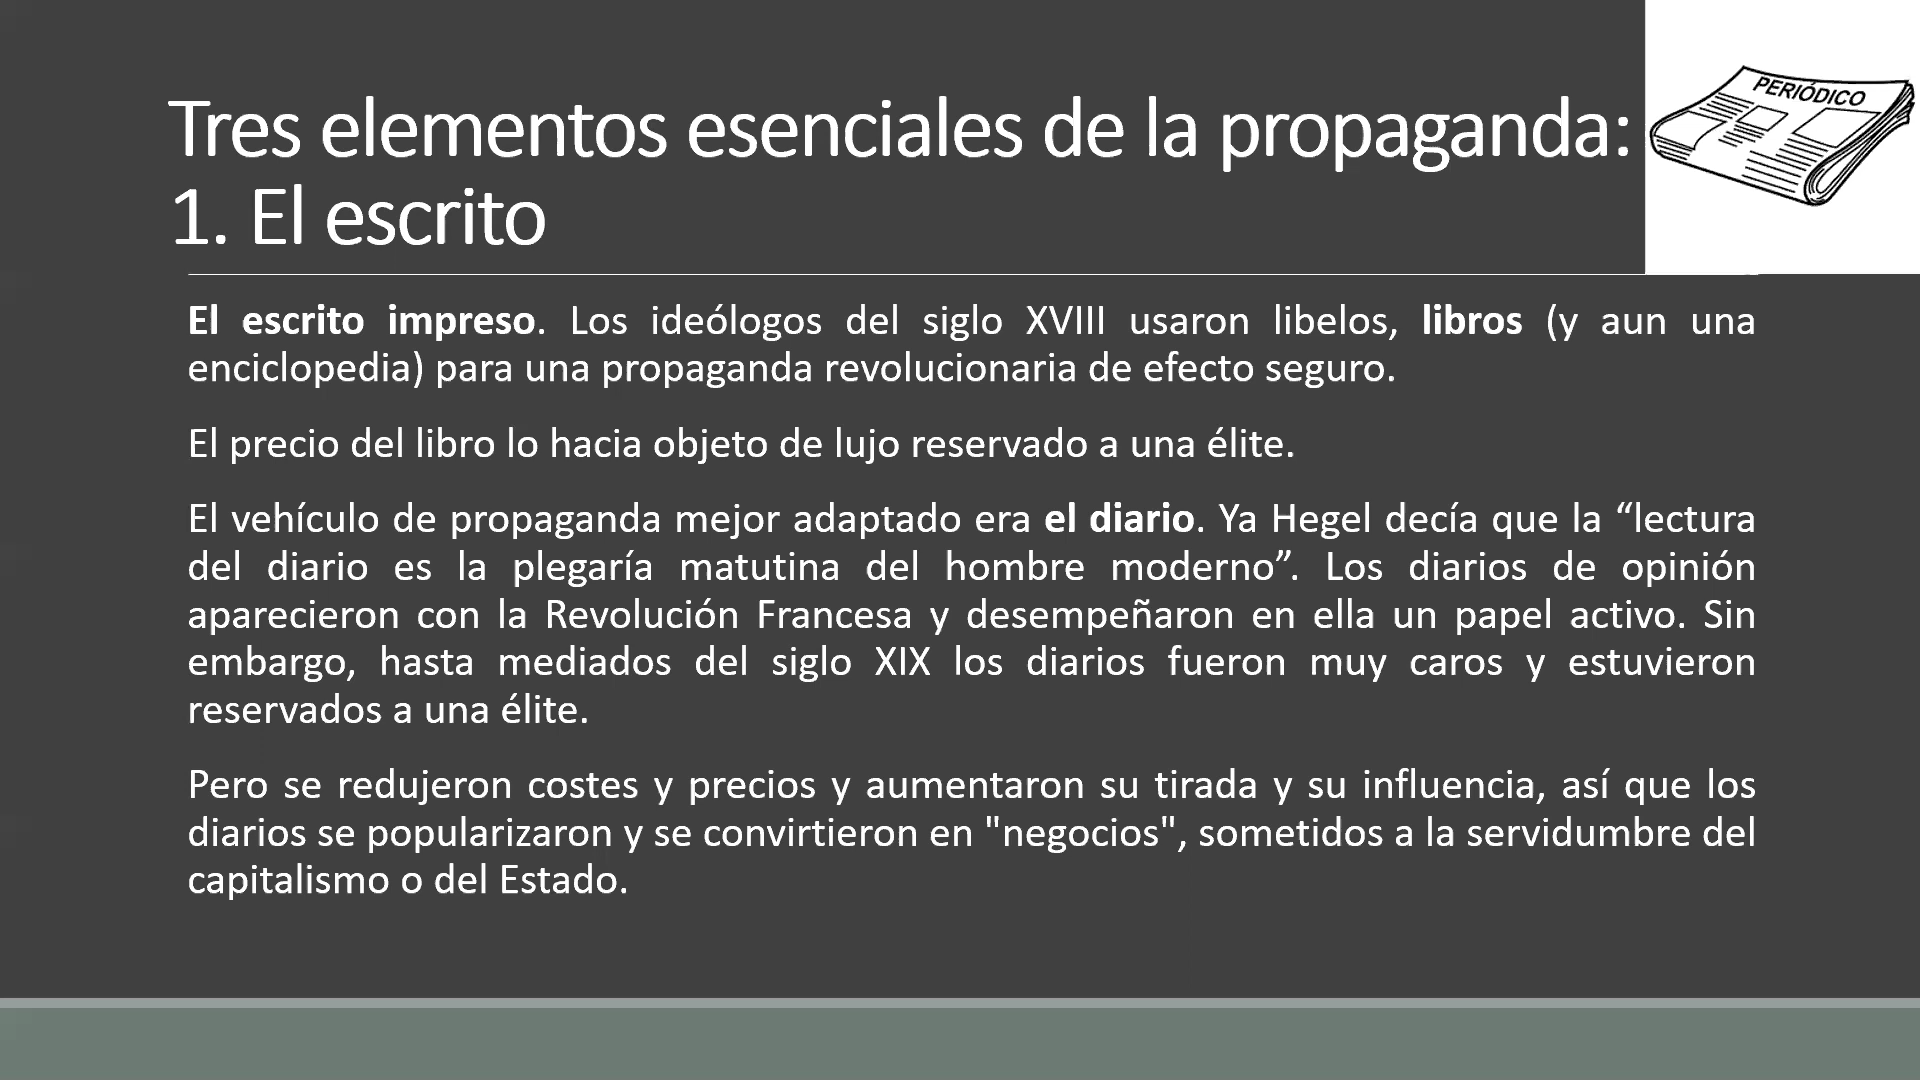 Tres elementos esenciales de la propaganda:
1. El escrito
PERIÓDICO
El escrito impreso. Los ideólogos del siglo XVIII usaron libelos, libros (y aun una
enciclopedia) para una propaganda revolucionaria de efecto seguro.
El precio del libro lo hacia objeto de lujo reservado a una élite.
El vehículo de propaganda mejor adaptado era el diario. Ya Hegel decía que la “lectura
del diario es la plegaría matutina del hombre moderno”. Los diarios de opinión
aparecieron con la Revolución Francesa y desempeñaron en ella un papel activo. Sin
embargo, hasta mediados del siglo XIX los diarios fueron muy caros y estuvieron
reservados a una élite.
Pero se redujeron costes y precios y aumentaron su tirada y su influencia, así que los
diarios se popularizaron y se convirtieron en "negocios", sometidos a la servidumbre del
capitalismo o del Estado.